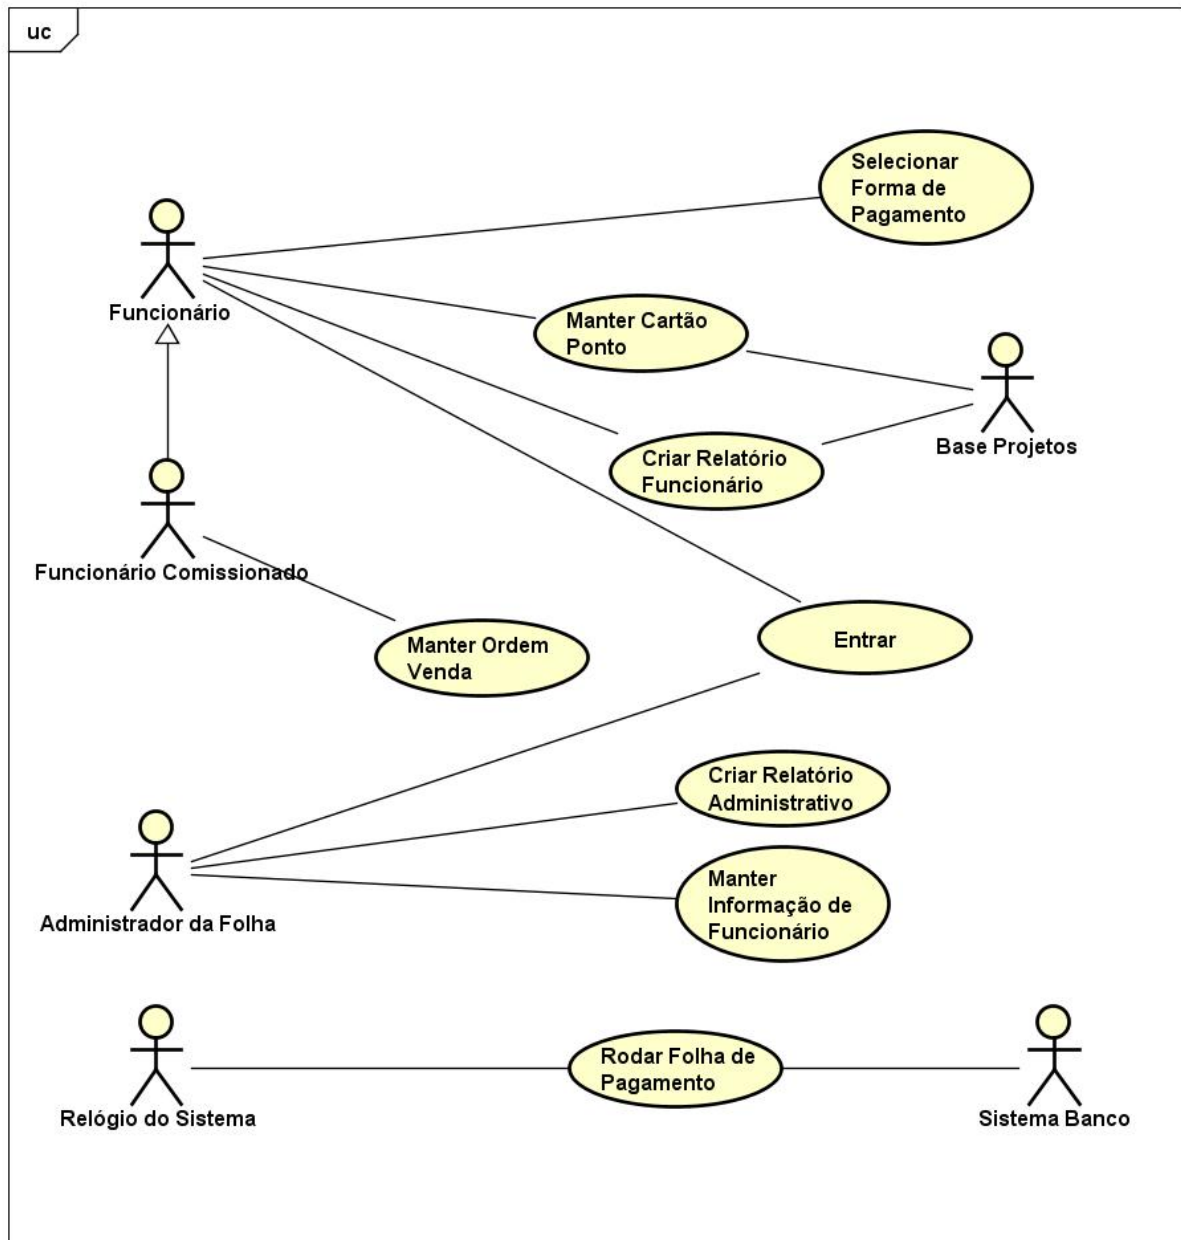 uc
Selecionar
Forma de
Pagamento
Funcionário
Manter Cartão
Ponto
Base Projetos
Criar Relatório
Funcionário
Funcionário Comissionado
Manter Ordem
Venda
Entrar
Criar Relatório
Administrativo
Manter
Informação de
Funcionário
Administrador da Folha
Rodar Folha de
Pagamento
Relógio do Sistema
Sistema Banco